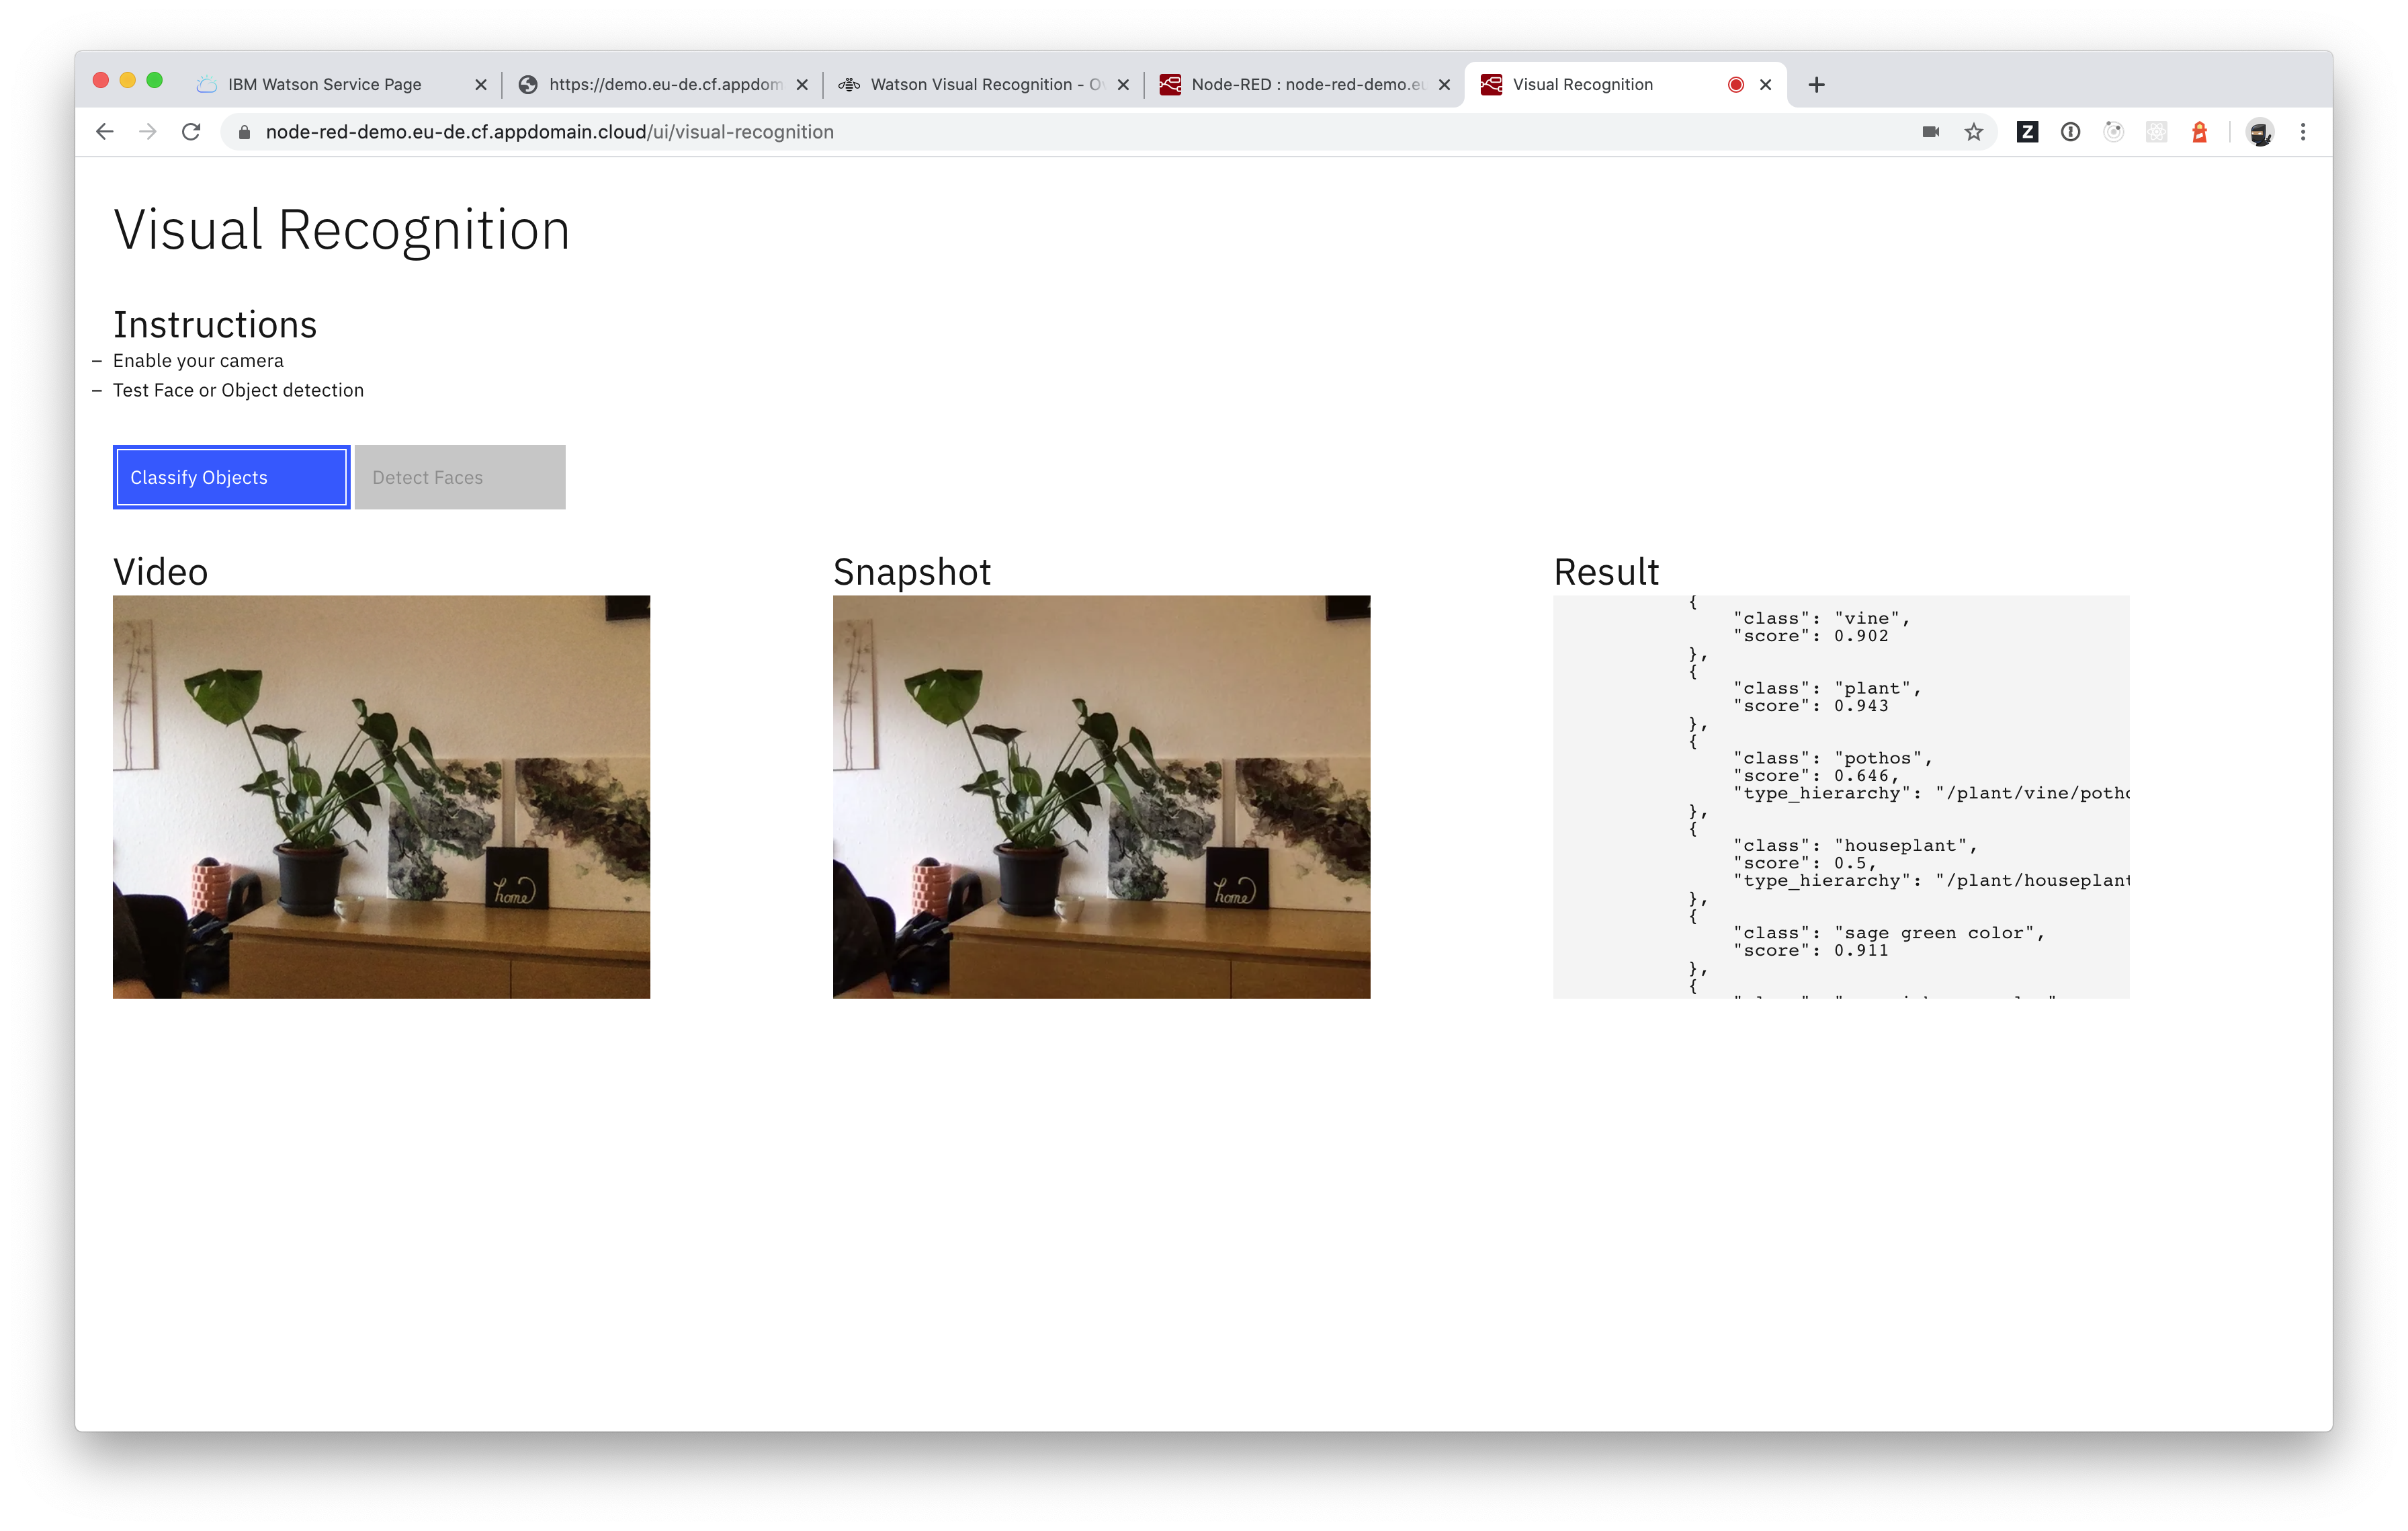 IBM Watson Service Page
https://demo.eu-de.cf.appdom
Watson Visual Recognition - O
Node-RED : node-red-demo.eu
Visual Recognition
node-red-demo.eu-de.cf.appdomain.cloud/ui/visual-recognition
Z
Visual Recognition
Instructions
– Enable your camera
– Test Face or Object detection
Classify Objects
Detect Faces
Video
Snapshot
Result
home
home
{
"class": "vine",
"score": 0.902
},
{
"class": "plant",
"score": 0.943
},
{
"class": "pothos",
"score": 0.646,
"type_hierarchy": "/plant/vine/potho
},
{
"class": "houseplant",
"score": 0.5,
"type_hierarchy": "/plant/houseplant
},
{
"class": "sage green color",
"score": 0.911
},
{